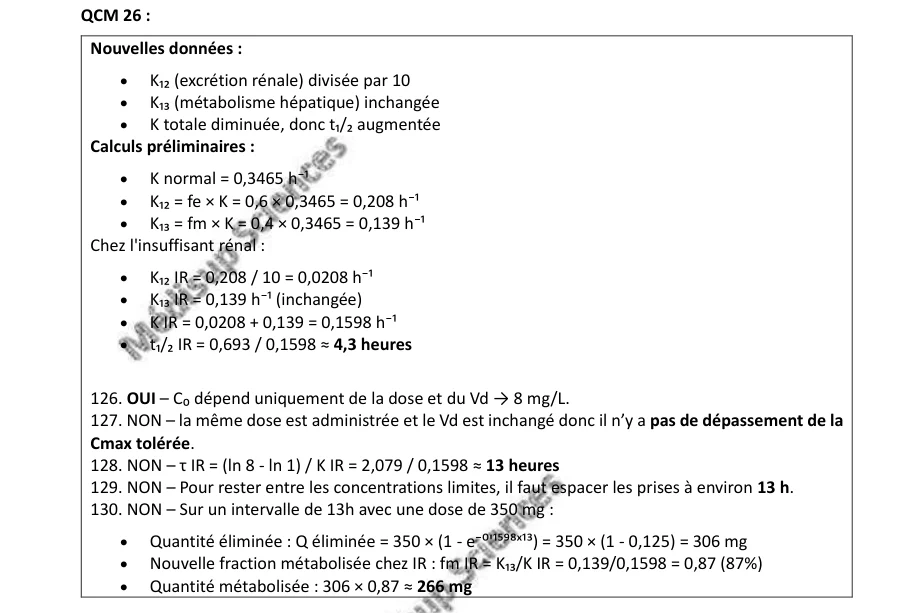 QCM 26 :
Nouvelles données :
• K₁₂ (excrétion rénale) divisée par 10
• K₁₃ (métabolisme hépatique) inchangée
• K totale diminuée, donc t₁/₂ augmentée
Calculs préliminaires :
• K normal = 0,3465 h⁻¹
• K₁₂ = fe × K = 0,6 × 0,3465 = 0,208 h⁻¹
• K₁₃ = fm × K = 0,4 × 0,3465 = 0,139 h⁻¹
Chez l'insuffisant rénal :
• K₁₂ IR = 0,208 / 10 = 0,0208 h⁻¹
• K₁₃ IR = 0,139 h⁻¹ (inchangée)
• K IR = 0,0208 + 0,139 = 0,1598 h⁻¹
• t₁/₂ IR = 0,693 / 0,1598 ≈ 4,3 heures
126. OUI – C₀ dépend uniquement de la dose et du Vd → 8 mg/L.
127. NON – la même dose est administrée et le Vd est inchangé donc il n’y a pas de dépassement de la
Cmax tolérée.
128. NON – τ IR = (ln 8 - ln 1) / K IR = 2,079 / 0,1598 ≈ 13 heures
129. NON – Pour rester entre les concentrations limites, il faut espacer les prises à environ 13 h.
130. NON – Sur un intervalle de 13h avec une dose de 350 mg :
• Quantité éliminée : Q éliminée = 350 × (1 - e⁻⁰'¹⁵⁹⁸ˣ¹³) = 350 × (1 - 0,125) = 306 mg
• Nouvelle fraction métabolisée chez IR : fm IR = K₁₃/K IR = 0,139/0,1598 = 0,87 (87%)
• Quantité métabolisée : 306 × 0,87 ≈ 266 mg
Médisup Sciences
Médisup Sciences